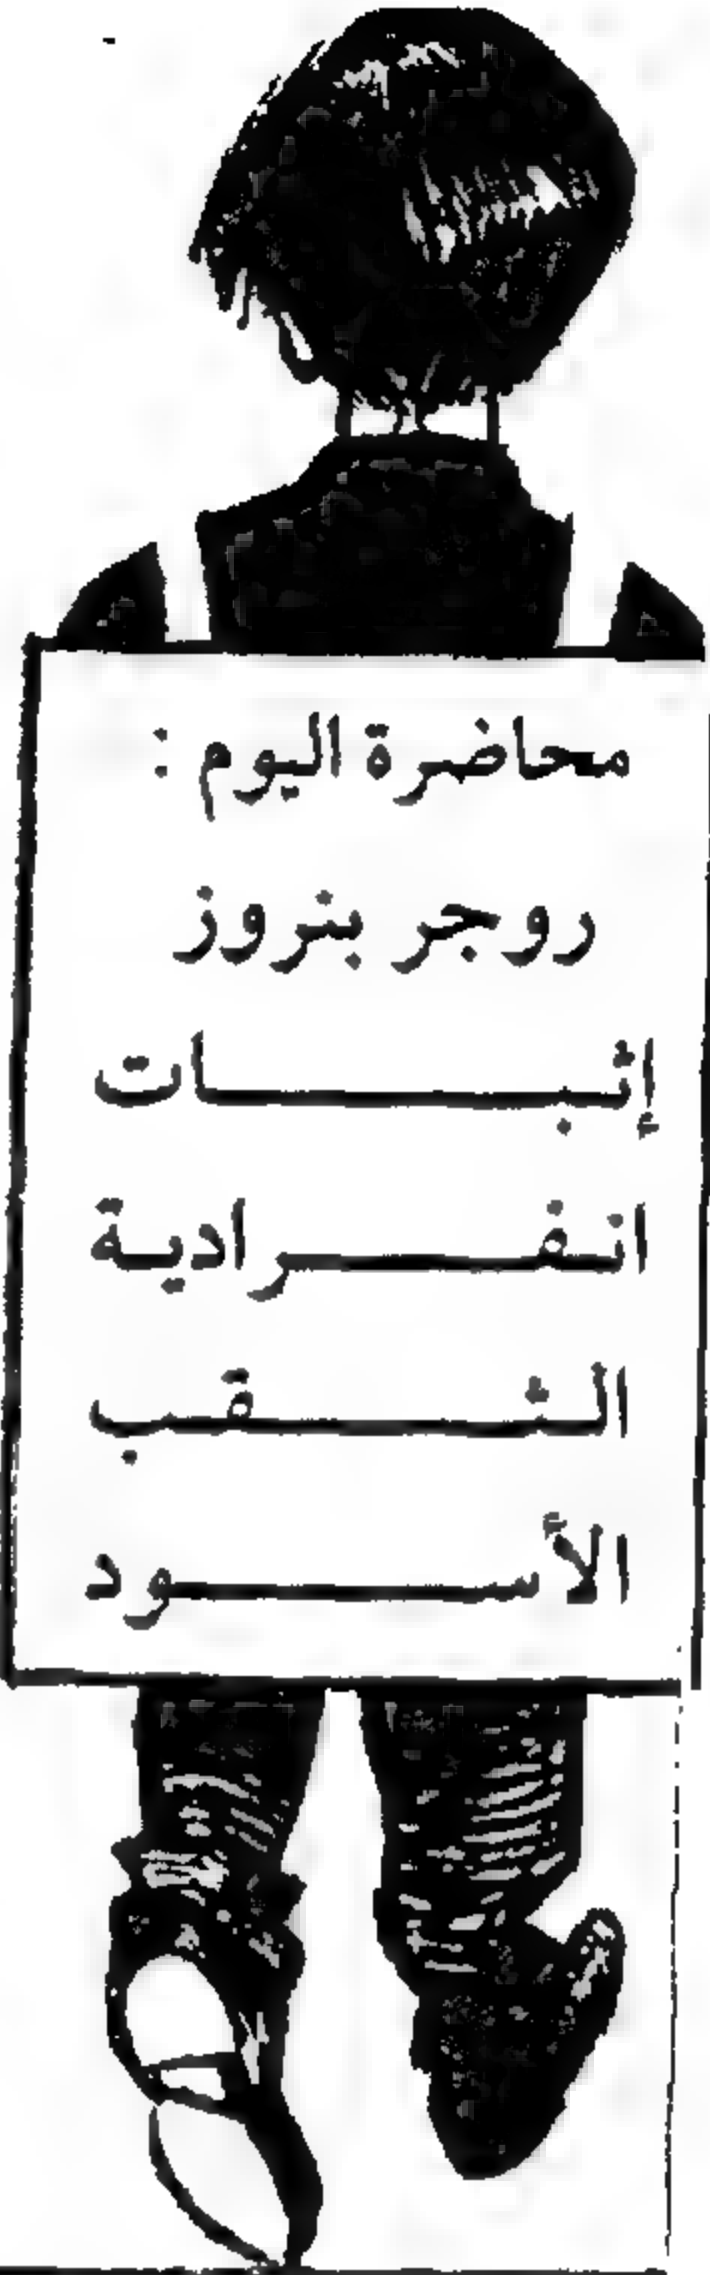 محاضرة اليوم :
روجر بنروز
إثبات
انفرادية
الثقب
الأسود